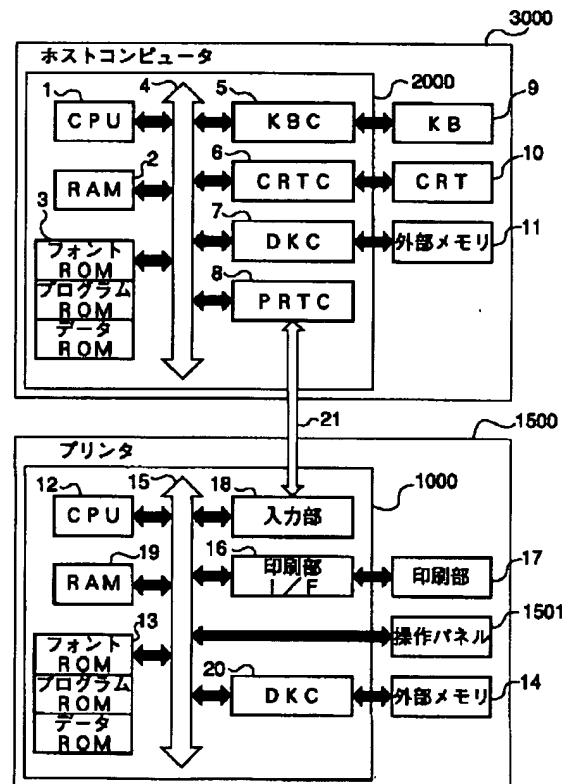 3000
ホストコンピュータ
2000
1
4
5
9
CPU
KBC
KB
2
6
10
RAM
CRTC
CRT
3
7
11
フォント
ROM
DKC
外部メモリ
プログラム
ROM
8
データ
ROM
PRTC
21
1500
プリンタ
1000
12
15
18
CPU
入力部
19
16
17
RAM
印刷部
I/F
印刷部
13
1501
フォント
ROM
操作パネル
プログラム
ROM
20
14
DKC
外部メモリ
データ
ROM